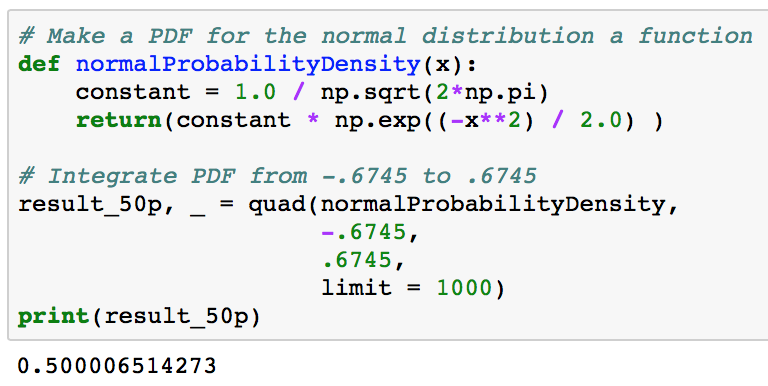 # Make a PDF for the normal distribution a function
def normalProbabilityDensity(x):
    constant = 1.0 / np.sqrt(2*np.pi)
    return(constant * np.exp((-x**2) / 2.0) )

# Integrate PDF from -.6745 to .6745
result_50p, _ = quad(normalProbabilityDensity,
                     -.6745,
                     .6745,
                     limit = 1000)
print(result_50p)
0.500006514273